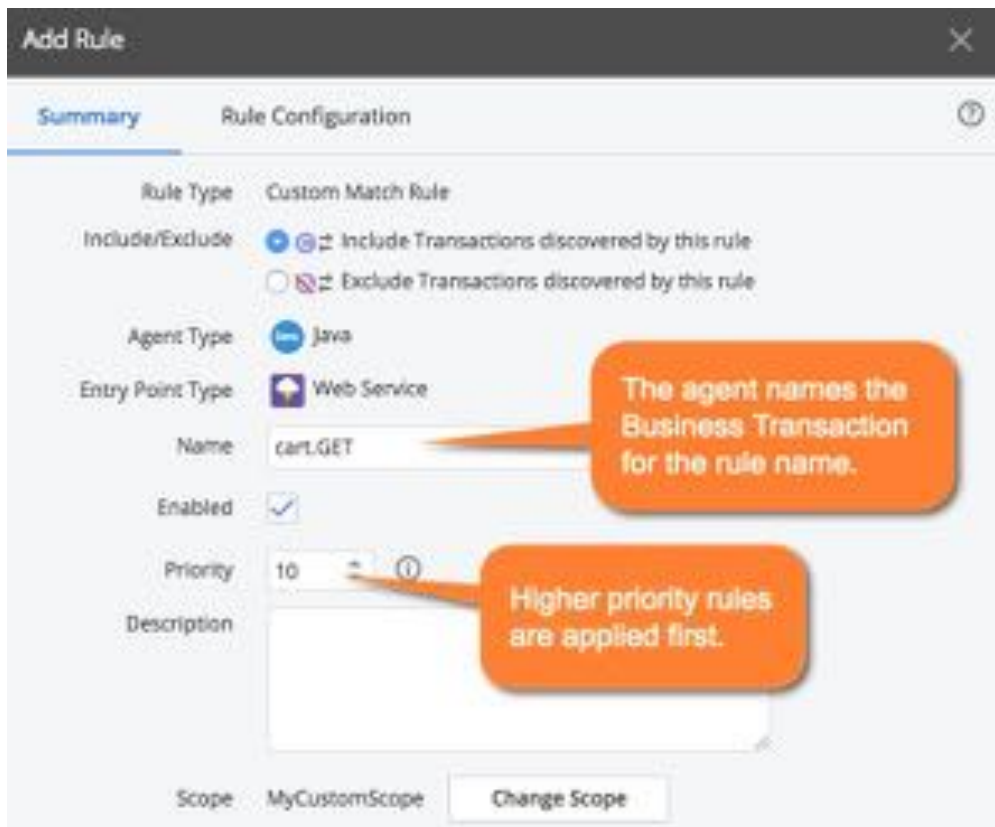 Add Rule
Summary Rule Configuration
Rule Type Custom Match Rule
Include/Exclude Include Transactions discovered by this rule
Exclude Transactions discovered by this rule
Agent Type Java
Entry Point Type Web Service
Name cart.GET
The agent names the
Business Transaction
for the rule name.
Enabled
Priority 10
Higher priority rules
are applied first.
Description
Scope MyCustomScope Change Scope